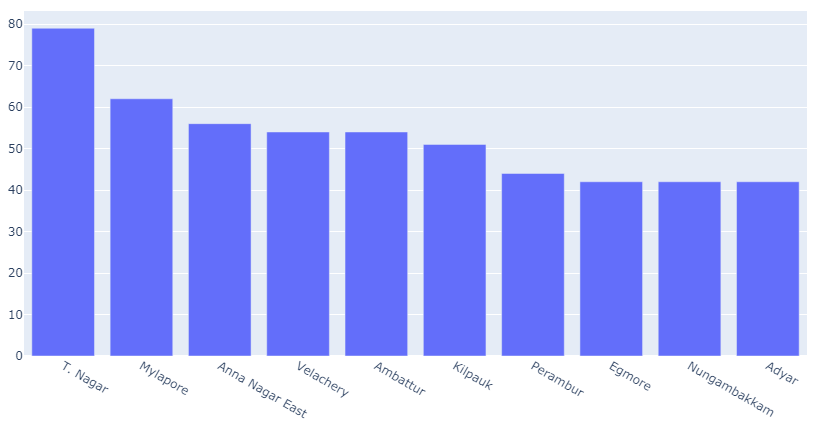 80
70
60
50
40
30
20
10
0
T. Nagar
Mylapore
Anna Nagar East
Velachery
Ambattur
Kilpauk
Perambur
Egmore
Nungambakkam
Adyar